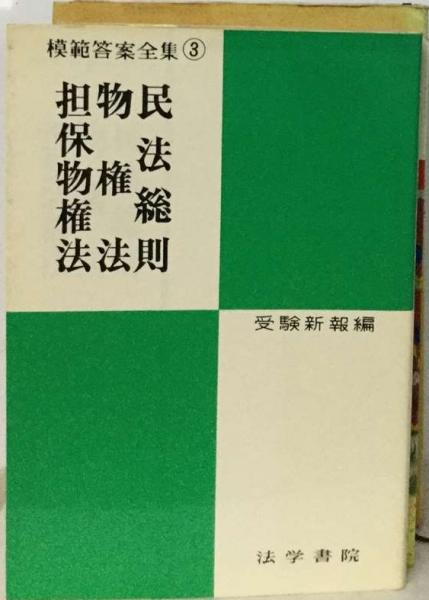 模範答案全集③
民法総則
物権法
担保物権法
受験新報編
法学書院